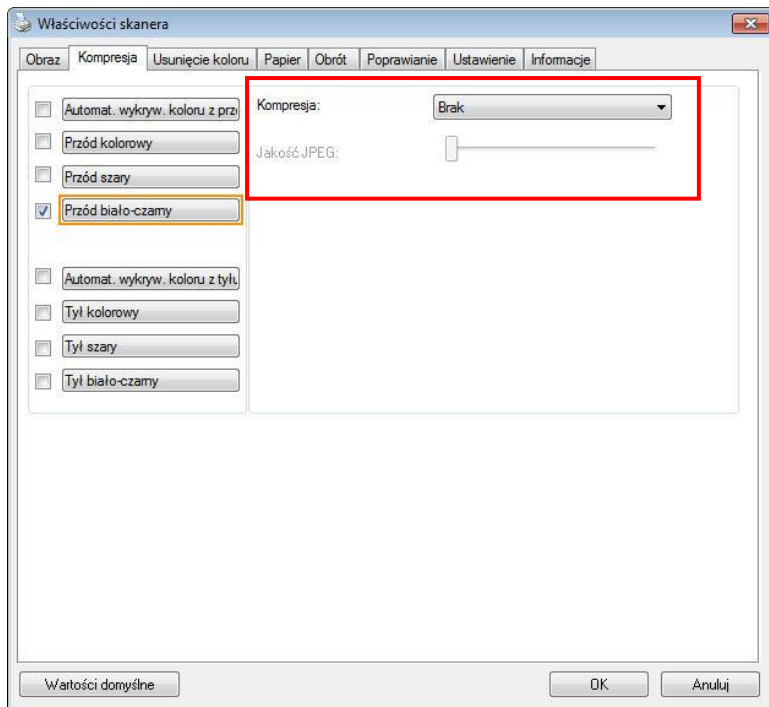 Właściwości skanera
Obraz Kompresja Usunięcie koloru Papier Obrót Poprawianie Ustawienie Informacje
Automat. wykryw. koloru z prz
Kompresja: Brak
Przód kolorowy
Jakość JPEG:
Przód szary
Przód biało-czarny
Automat. wykryw. koloru z tyłu
Tył kolorowy
Tył szary
Tył biało-czarny
Wartości domyślne OK Anuluj